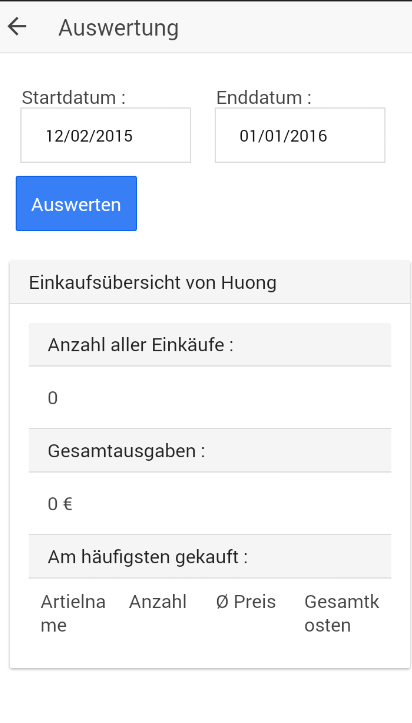 Auswertung
Startdatum : Enddatum :
12/02/2015 01/01/2016
Auswerten
Einkaufsübersicht von Huong
Anzahl aller Einkäufe :
0
Gesamtausgaben :
0 €
Am häufigsten gekauft :
Artielna Anzahl Ø Preis Gesamtk
me osten